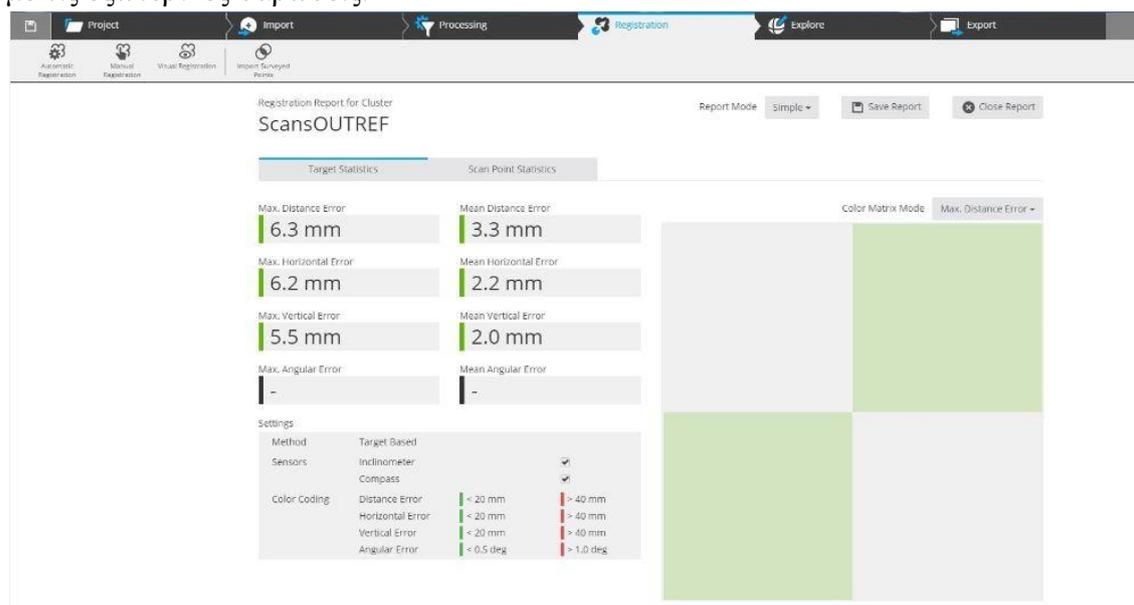 Project
Import
Processing
Registration
Explore
Export
Automatic Registration
Manual Registration
Visual Registration
Import Surveyed Points
Registration Report for Cluster
ScansOUTREF
Report Mode Simple
Save Report
Close Report
Target Statistics
Scan Point Statistics
Max. Distance Error
6.3 mm
Mean Distance Error
3.3 mm
Color Matrix Mode Max. Distance Error
Max. Horizontal Error
6.2 mm
Mean Horizontal Error
2.2 mm
Max. Vertical Error
5.5 mm
Mean Vertical Error
2.0 mm
Max. Angular Error
-
Mean Angular Error
-
Settings
Method Target Based
Sensors Inclinometer
Compass
Color Coding Distance Error < 20 mm > 40 mm
Horizontal Error < 20 mm > 40 mm
Vertical Error < 20 mm > 40 mm
Angular Error < 0.5 deg > 1.0 deg